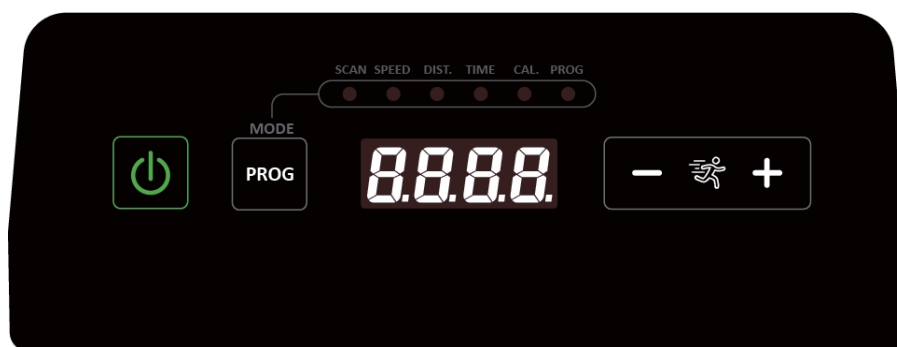 SCAN SPEED DIST. TIME CAL. PROG
MODE
PROG 8.8.8.8.